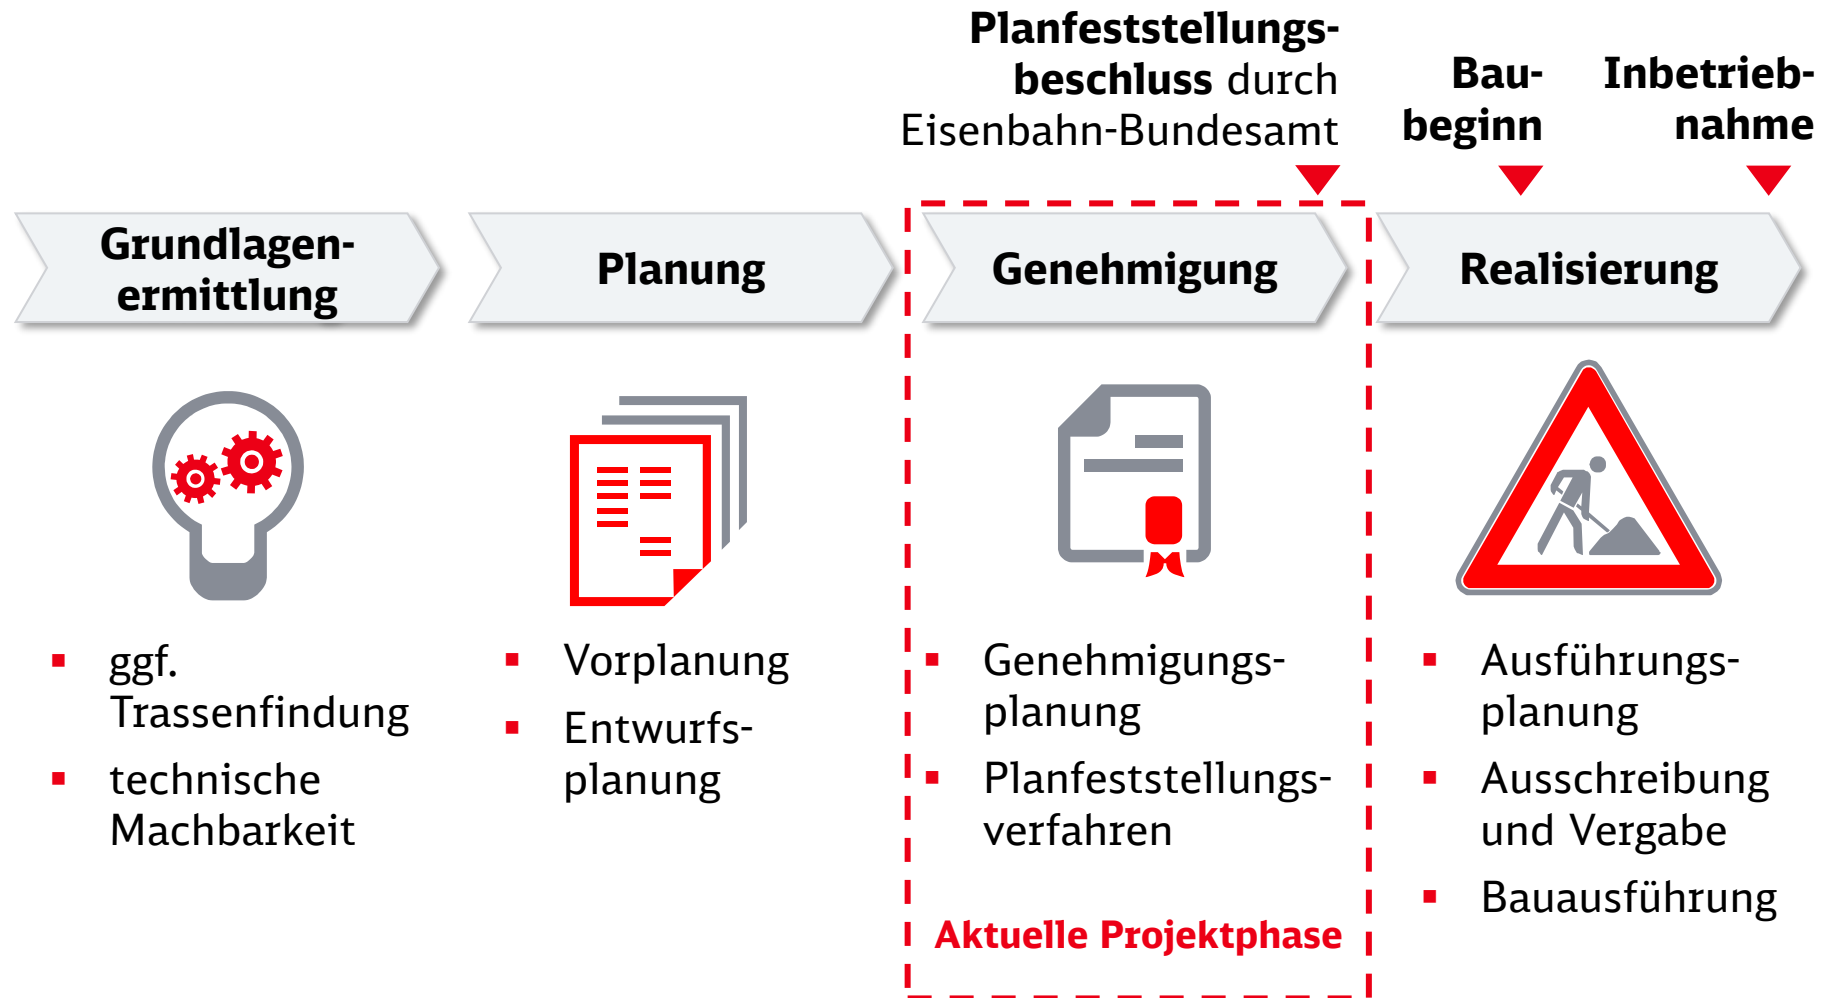 Planfeststellungs-
beschluss durch
Eisenbahn-Bundesamt
Bau-
beginn
Inbetrieb-
nahme
Grundlagen-
ermittlung
Planung
Genehmigung
Realisierung
▪ ggf.
Trassenfindung
▪ technische
Machbarkeit
▪ Vorplanung
▪ Entwurfs-
planung
▪ Genehmigungs-
planung
▪ Planfeststellungs-
verfahren
Aktuelle Projektphase
▪ Ausführungs-
planung
▪ Ausschreibung
und Vergabe
▪ Bauausführung